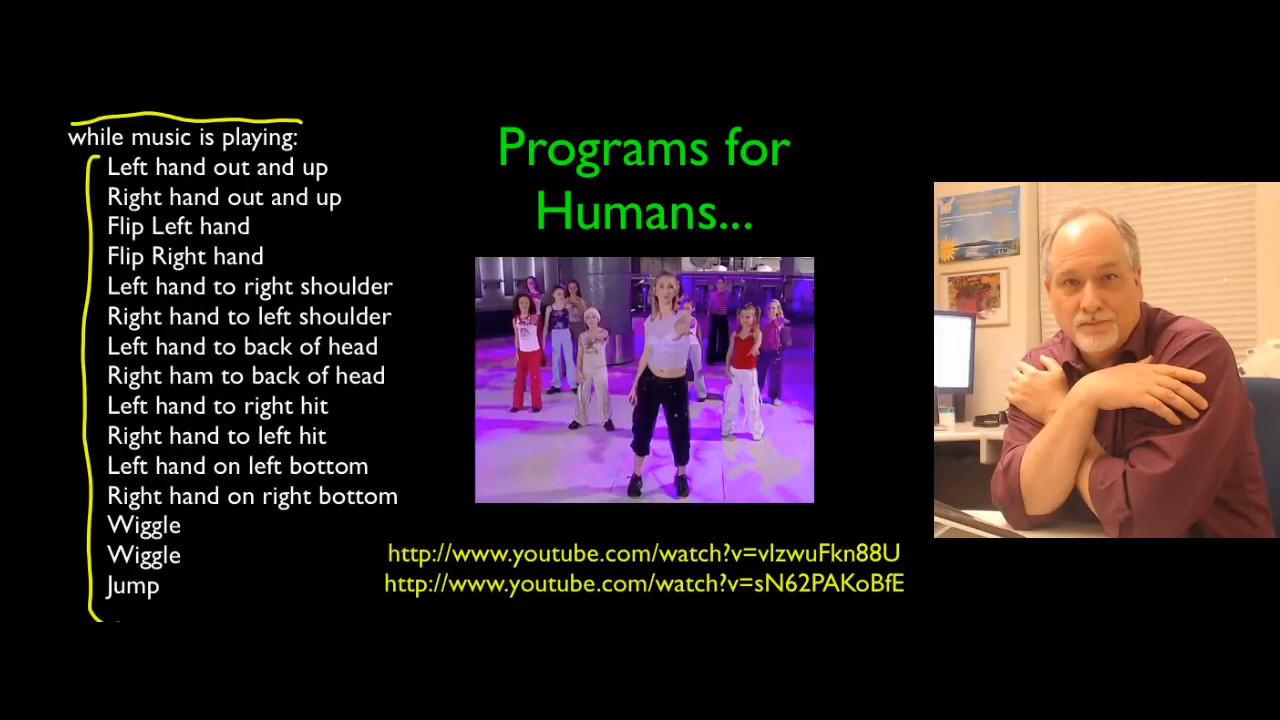 while music is playing:
Left hand out and up
Right hand out and up
Flip Left hand
Flip Right hand
Left hand to right shoulder
Right hand to left shoulder
Left hand to back of head
Right ham to back of head
Left hand to right hit
Right hand to left hit
Left hand on left bottom
Right hand on right bottom
Wiggle
Wiggle
Jump
Programs for
Humans...
http://www.youtube.com/watch?v=vlzwuFkn88U
http://www.youtube.com/watch?v=sN62PAKoBfE